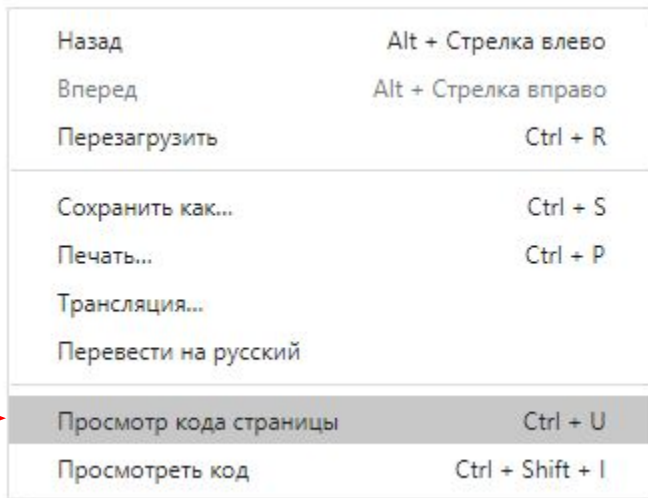 Назад Alt + Стрелка влево
Вперед Alt + Стрелка вправо
Перезагрузить Ctrl + R
Сохранить как... Ctrl + S
Печать... Ctrl + P
Трансляция...
Перевести на русский
Просмотр кода страницы Ctrl + U
Просмотреть код Ctrl + Shift + I